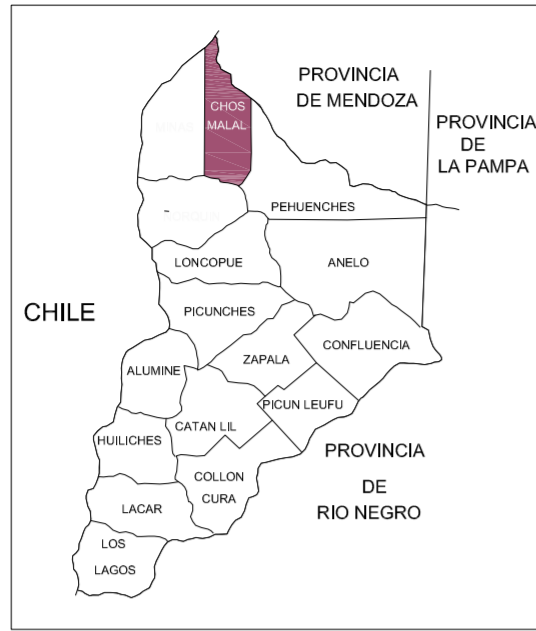 PROVINCIA
DE MENDOZA
CHOS
MALAL
PROVINCIA
DE
LA PAMPA
PEHUENCHES
LONCOPUE
ANELO
CHILE
PICUNCHES
CONFLUENCIA
ZAPALA
ALUMINE
PICUN LEUFU
CATAN LIL
HUILICHES
PROVINCIA
DE
RIO NEGRO
COLLON
CURA
LACAR
LOS
LAGOS